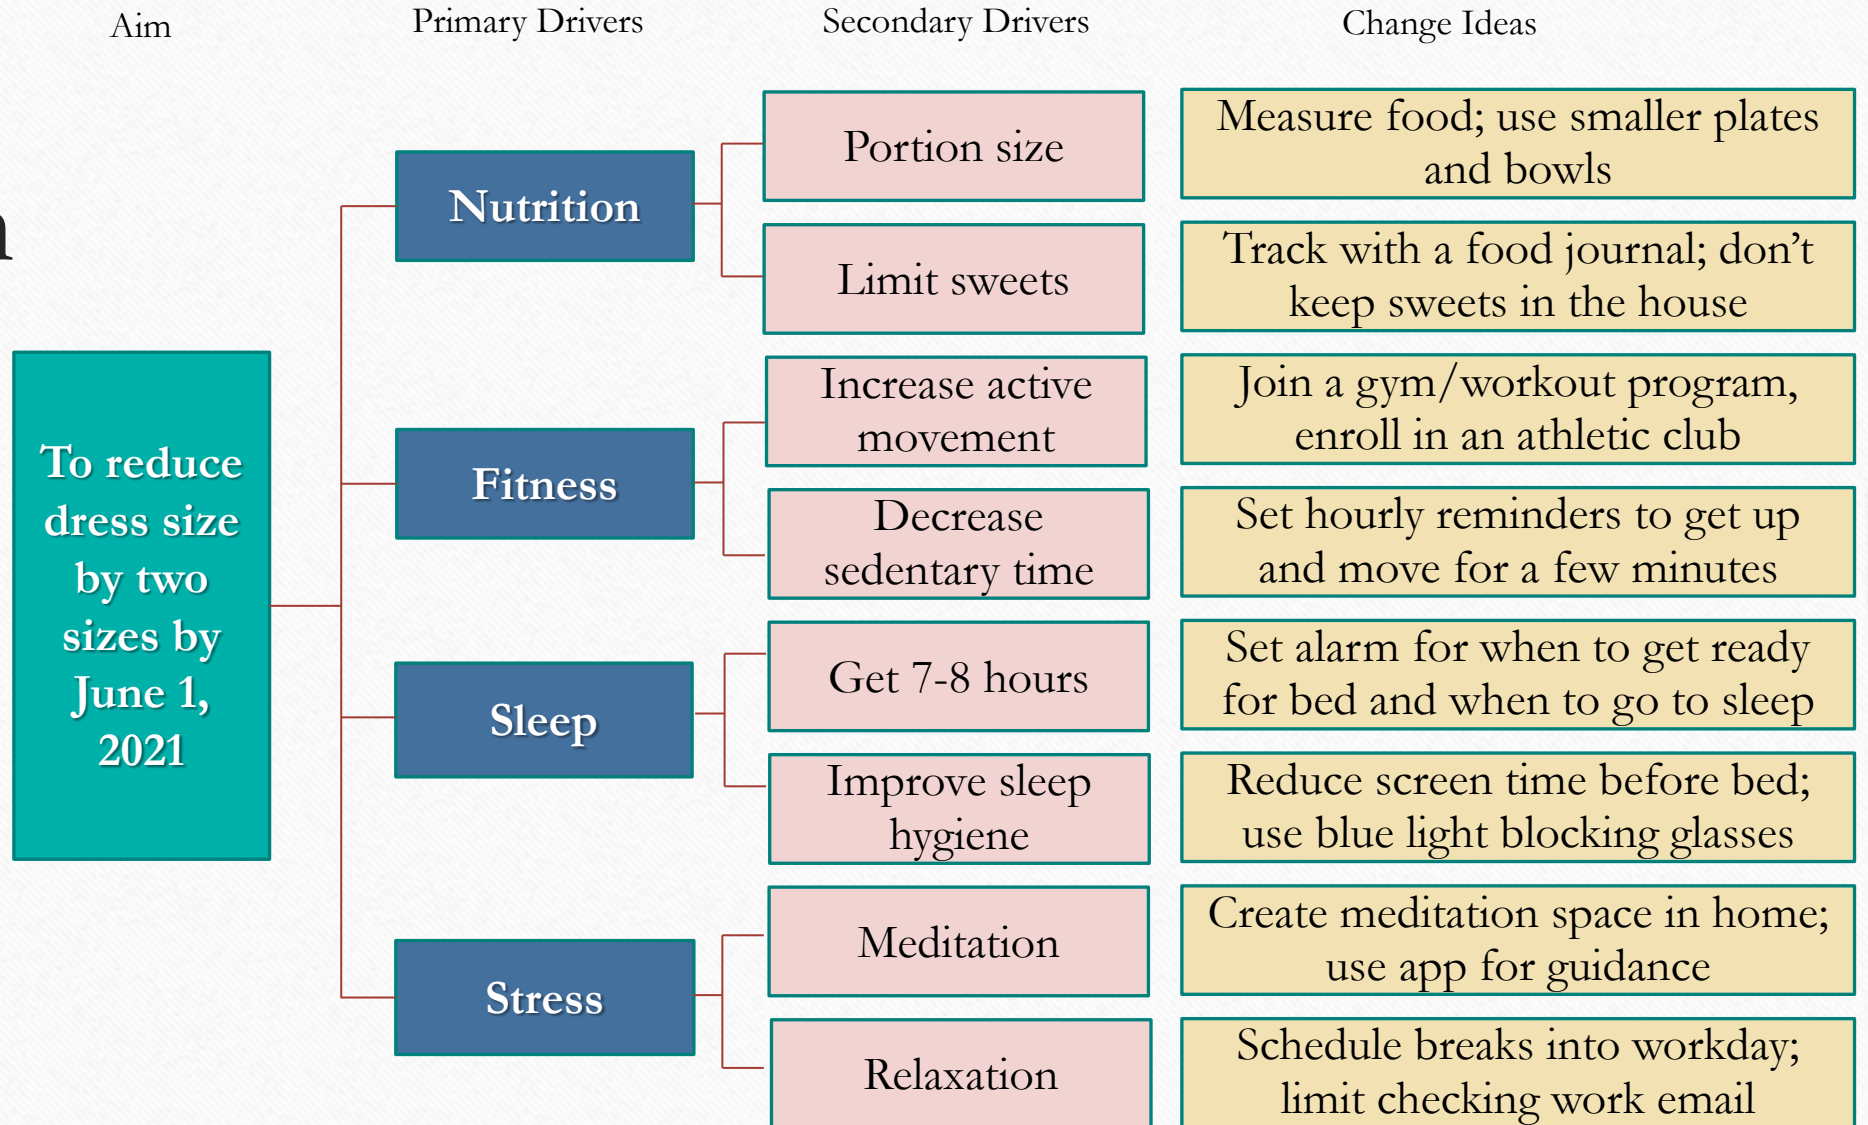 Aim
Primary Drivers
Secondary Drivers
Change Ideas
To reduce
dress size
by two
sizes by
June 1,
2021
Nutrition
Portion size
Measure food; use smaller plates
and bowls
Limit sweets
Track with a food journal; don’t
keep sweets in the house
Fitness
Increase active
movement
Join a gym/workout program,
enroll in an athletic club
Decrease
sedentary time
Set hourly reminders to get up
and move for a few minutes
Sleep
Get 7-8 hours
Set alarm for when to get ready
for bed and when to go to sleep
Improve sleep
hygiene
Reduce screen time before bed;
use blue light blocking glasses
Stress
Meditation
Create meditation space in home;
use app for guidance
Relaxation
Schedule breaks into workday;
limit checking work email